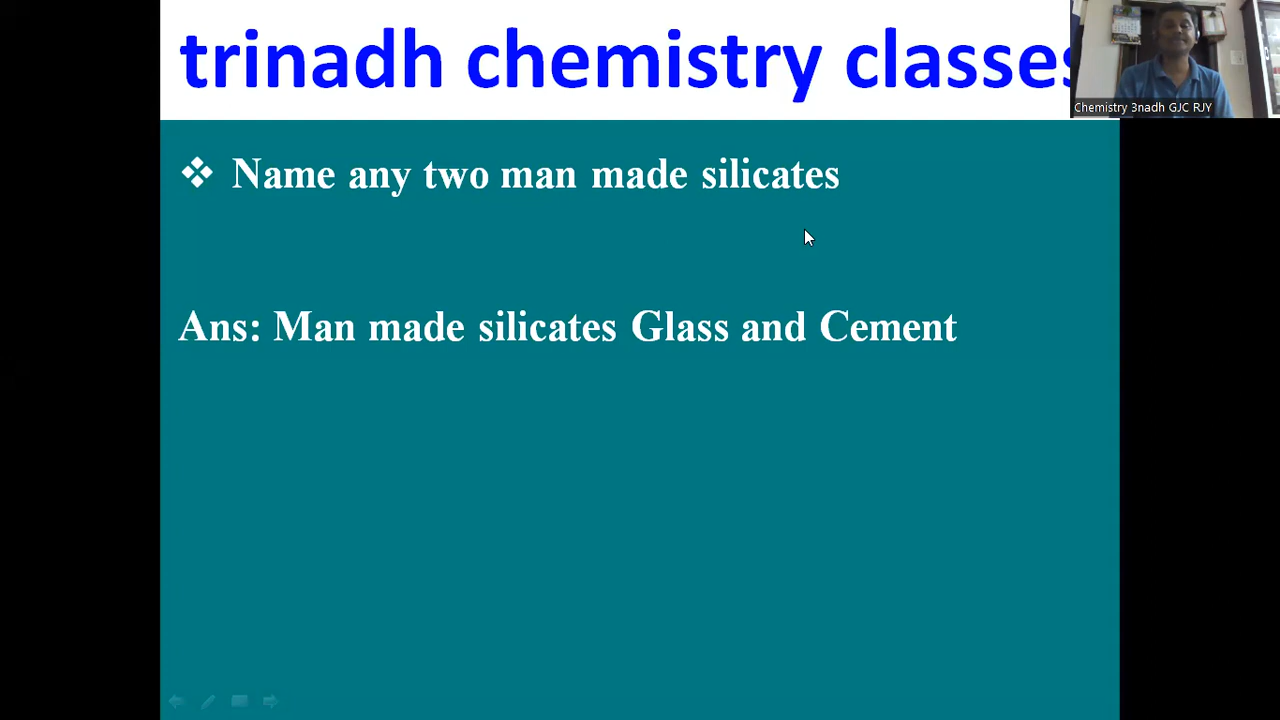 trinadh chemistry classes
Chemistry 3nadh GJC RJY
❖ Name any two man made silicates
Ans: Man made silicates Glass and Cement